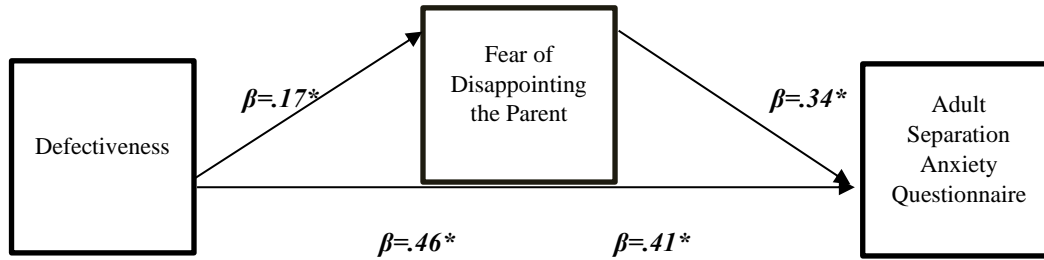 Defectiveness
β=.17*
Fear of
Disappointing
the Parent
β=.34*
Adult
Separation
Anxiety
Questionnaire
β=.46*
β=.41*